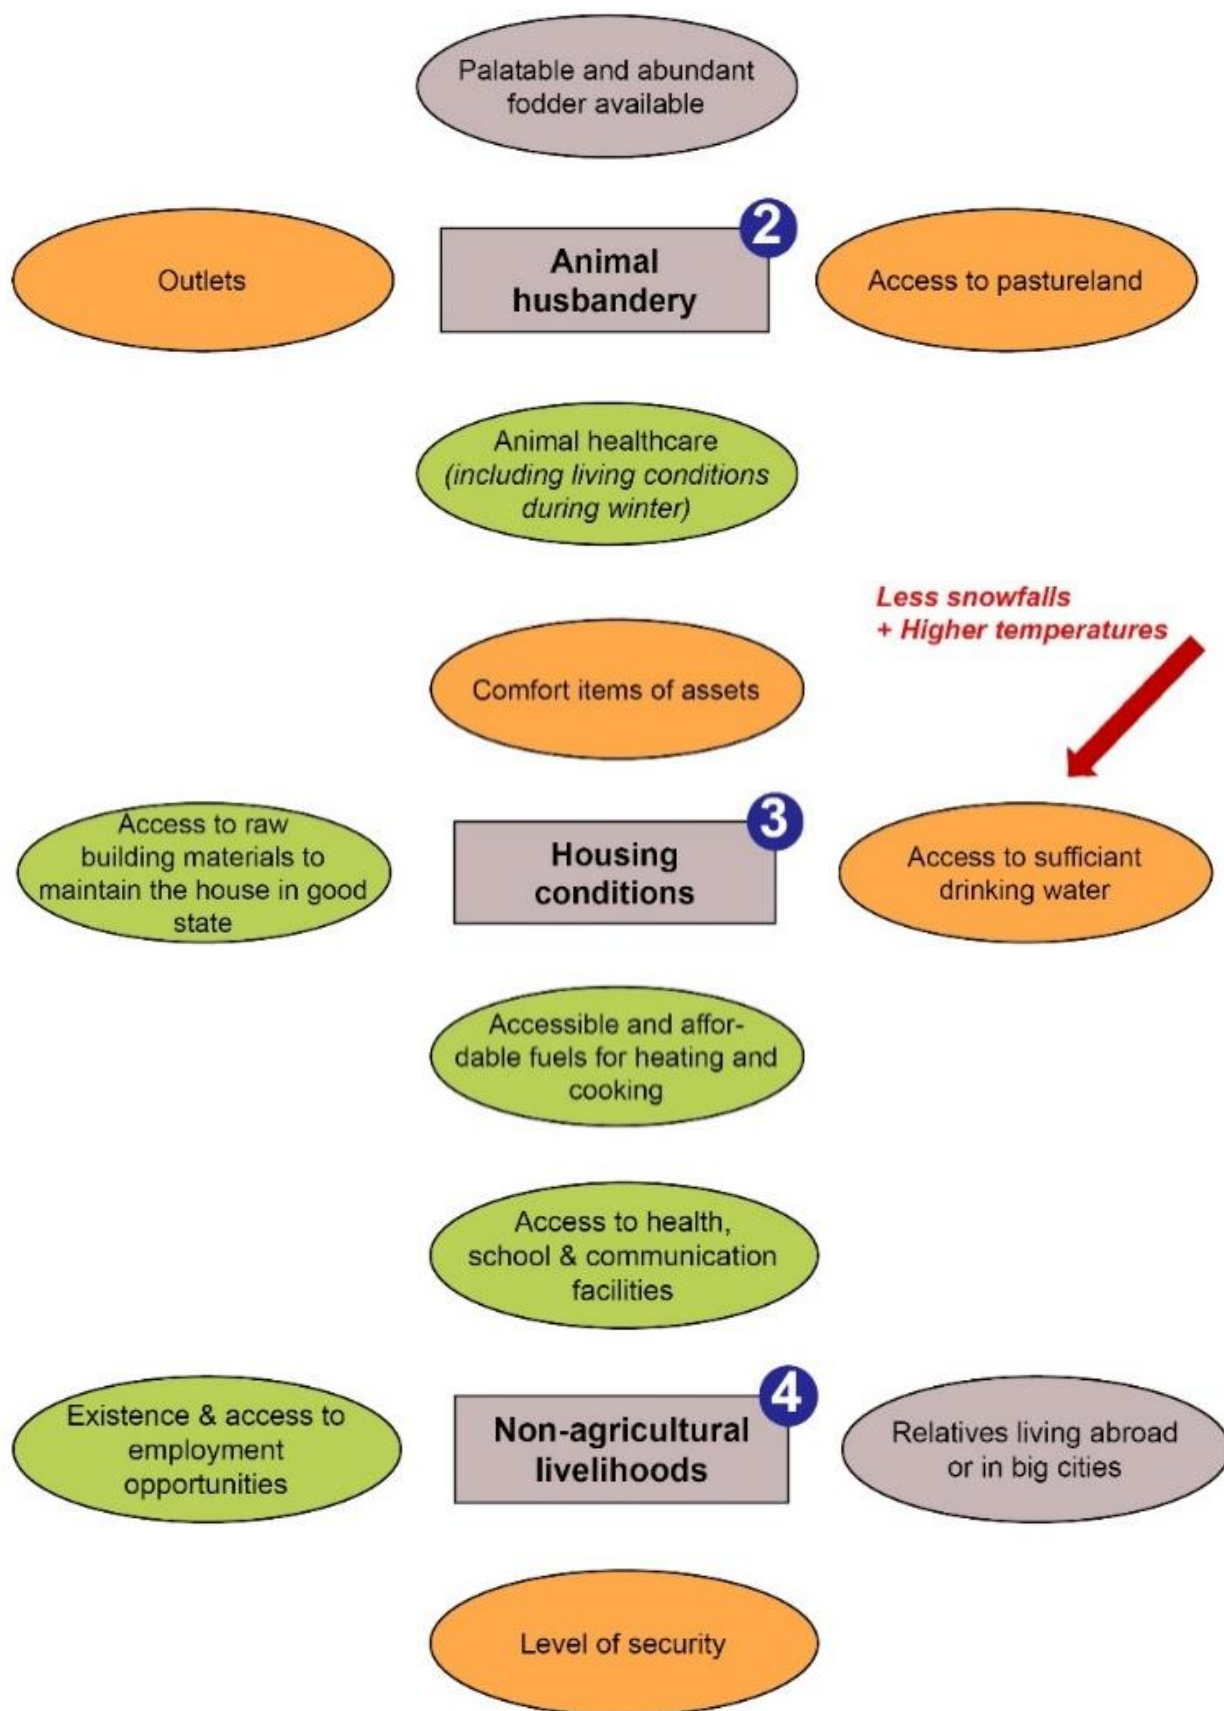 Palatable and abundant
fodder available
2
Outlets
Animal
husbandery
Access to pastureland
Animal healthcare
(including living conditions
during winter)
Less snowfalls
+ Higher temperatures
Comfort items of assets
3
Access to raw
building materials to
maintain the house in good
state
Housing
conditions
Access to sufficiant
drinking water
Accessible and affor-
dable fuels for heating and
cooking
Access to health,
school & communication
facilities
4
Existence & access to
employment
opportunities
Non-agricultural
livelihoods
Relatives living abroad
or in big cities
Level of security